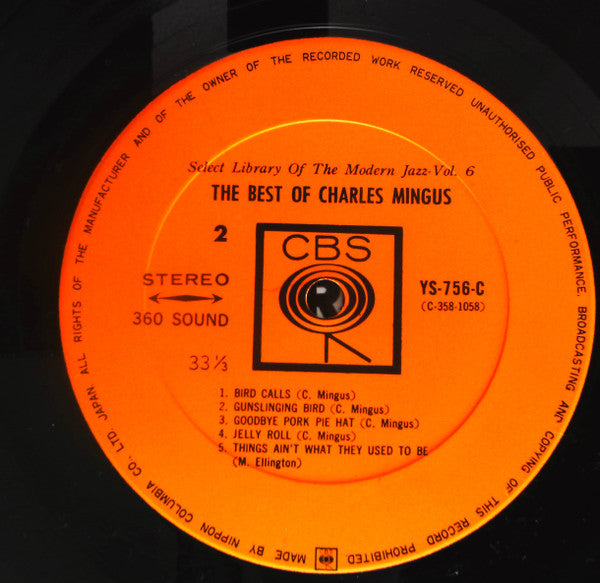 ALL RIGHTS OF THE MANUFACTURER AND OF THE OWNER OF THE RECORDED WORK RESERVED UNAUTHORISED PUBLIC PERFORMANCE, BROADCASTING AND COPYING OF THIS RECORD PROHIBITED
MADE BY NIPPON COLUMBIA CO., LTD. JAPAN
Select Library Of The Modern Jazz-Vol. 6
THE BEST OF CHARLES MINGUS
2
CBS
STEREO
360 SOUND
33⅓
YS-756-C
(C-358-1058)
1. BIRD CALLS (C. Mingus)
2. GUNSLINGING BIRD (C. Mingus)
3. GOODBYE PORK PIE HAT (C. Mingus)
4. JELLY ROLL (C. Mingus)
5. THINGS AIN'T WHAT THEY USED TO BE
(M. Ellington)